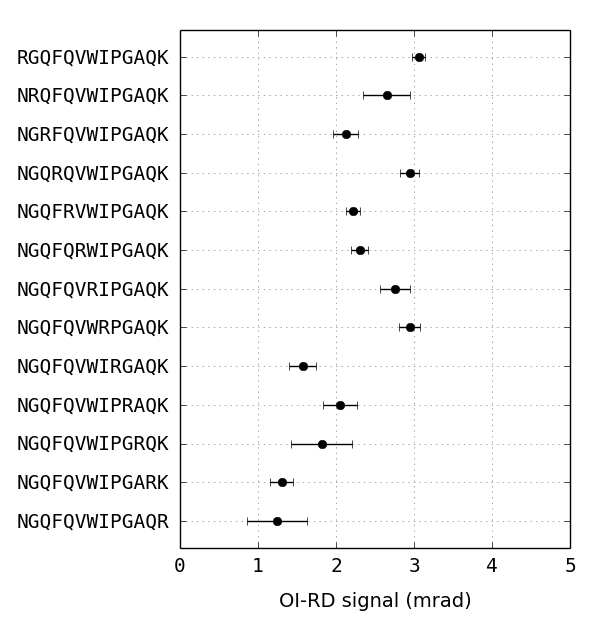 RGQFQVWIPGAQK
NRQFQVWIPGAQK
NGRFQVWIPGAQK
NGQRQVWIPGAQK
NGQFRVWIPGAQK
NGQFQRWIPGAQK
NGQFQVRIPGAQK
NGQFQVWRPGAQK
NGQFQVWIRGAQK
NGQFQVWIPRAQK
NGQFQVWIPGRQK
NGQFQVWIPGARK
NGQFQVWIPGAQR
0 1 2 3 4 5
OI-RD signal (mrad)